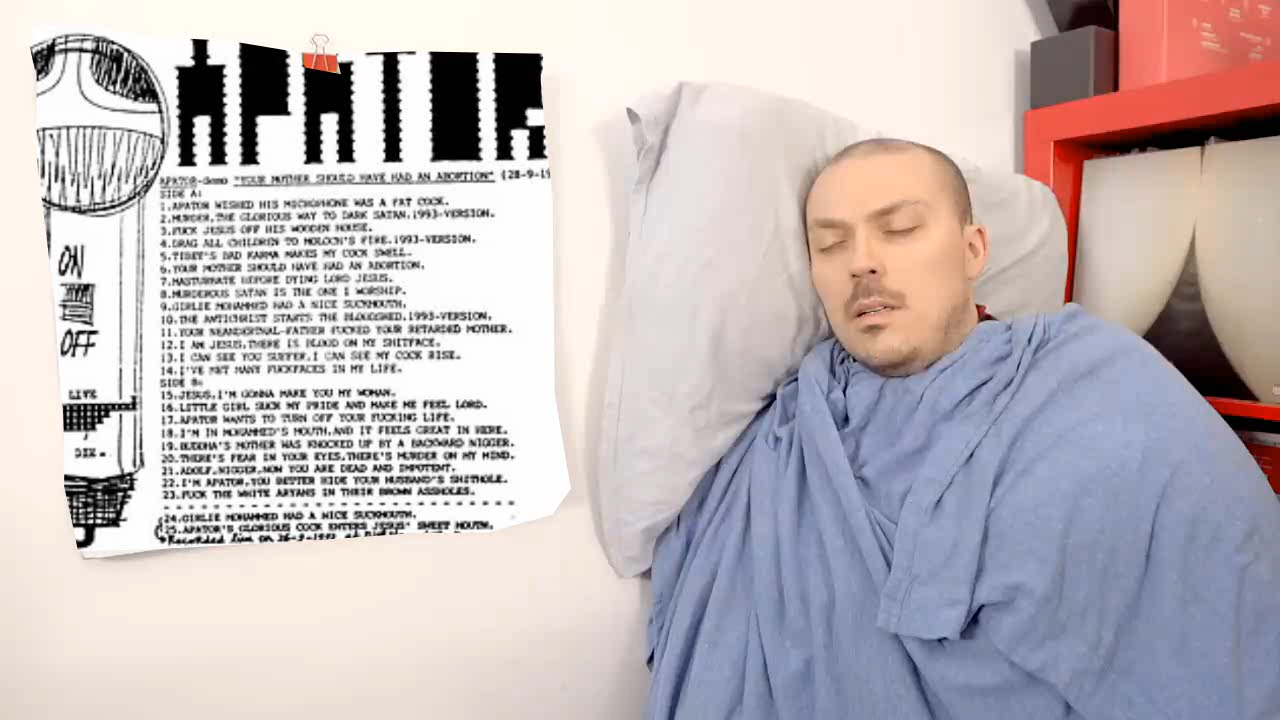 APATOR
APATOR-demo "YOUR MOTHER SHOULD HAVE HAD AN ABORTION" (28-9-19
SIDE A:
1.APATOR WISHED HIS MICROPHONE WAS A FAT COCK.
2.MURDER,THE GLORIOUS WAY TO DARK SATAN.1993-VERSION.
3.FUCK JESUS OFF HIS WOODEN HOUSE.
4.DRAG ALL CHILDREN TO MOLOCH'S FIRE.1993-VERSION.
5.TIBET'S BAD KARMA MAKES MY COCK SWELL.
6.YOUR MOTHER SHOULD HAVE HAD AN ABORTION.
7.MASTURBATE BEFORE DYING LORD JESUS.
8.MURDEROUS SATAN IS THE ONE I WORSHIP.
9.GIRLIE MOHAMMED HAD A NICE SUCKMOUTH.
10.THE ANTICHRIST STARTS THE BLOODSHED.1993-VERSION.
11.YOUR NEANDERTHAL-FATHER FUCKED YOUR RETARDED MOTHER.
12.I AM JESUS,THERE IS BLOOD ON MY SHITFACE.
13.I CAN SEE YOU SUFFER,I CAN SEE MY COCK RISE.
14.I'VE MET MANY FUCKFACES IN MY LIFE.
SIDE B:
15.JESUS,I'M GONNA MAKE YOU MY WOMAN.
16.LITTLE GIRL SUCK MY PRIDE AND MAKE ME FEEL LORD.
17.APATOR WANTS TO TURN OFF YOUR FUCKING LIFE.
18.I'M IN MOHAMMED'S MOUTH,AND IT FEELS GREAT IN HERE.
19.BUDDHA'S MOTHER WAS KNOCKED UP BY A BACKWARD NIGGER.
20.THERE'S FEAR IN YOUR EYES,THERE'S MURDER ON MY MIND.
21.ADOLF,NIGGER,NOW YOU ARE DEAD AND IMPOTENT.
22.I'M APATOR,YOU BETTER HIDE YOUR HUSBAND'S SHITHOLE.
23.FUCK THE WHITE ARYANS IN THEIR BROWN ASSHOLES.
24.GIRLIE MOHAMMED HAD A NICE SUCKMOUTH.
25.APATOR'S GLORIOUS COCK ENTERS JESUS' SWEET MOUTH.
Recorded live on
ON
OFF
LIVE